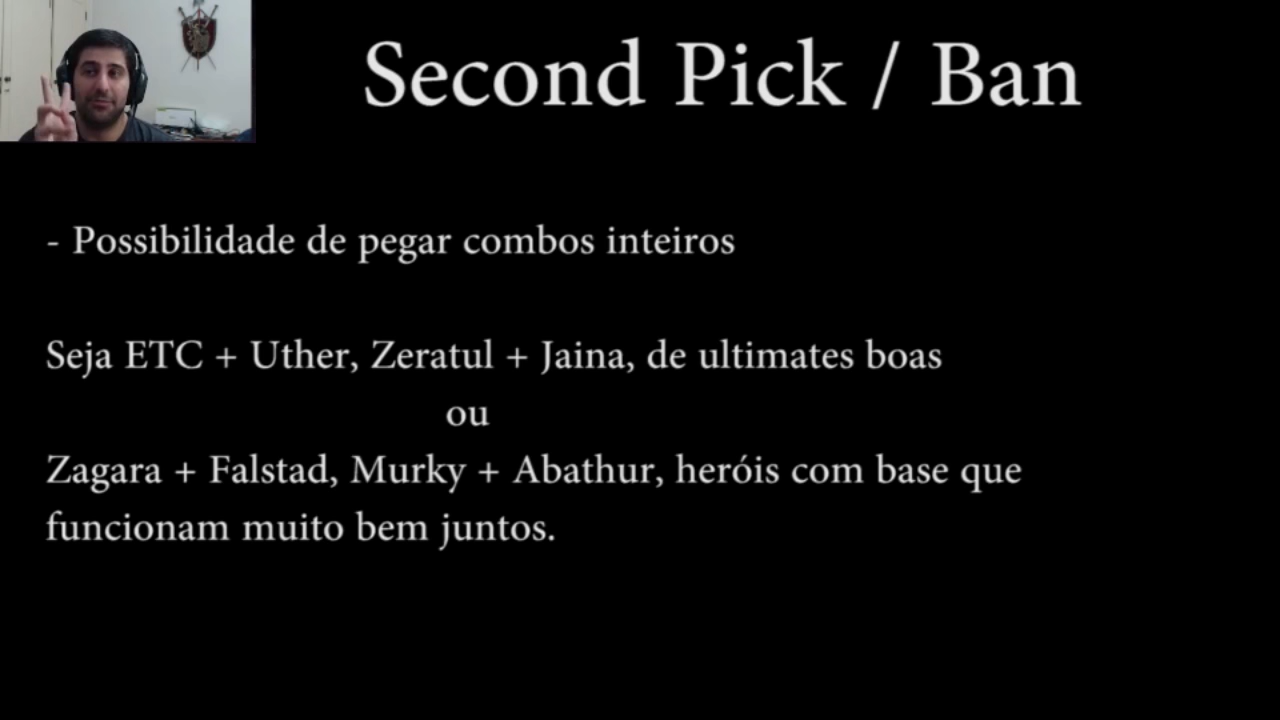 Second Pick / Ban
- Possibilidade de pegar combos inteiros
Seja ETC + Uther, Zeratul + Jaina, de ultimates boas
ou
Zagara + Falstad, Murky + Abathur, heróis com base que
funcionam muito bem juntos.